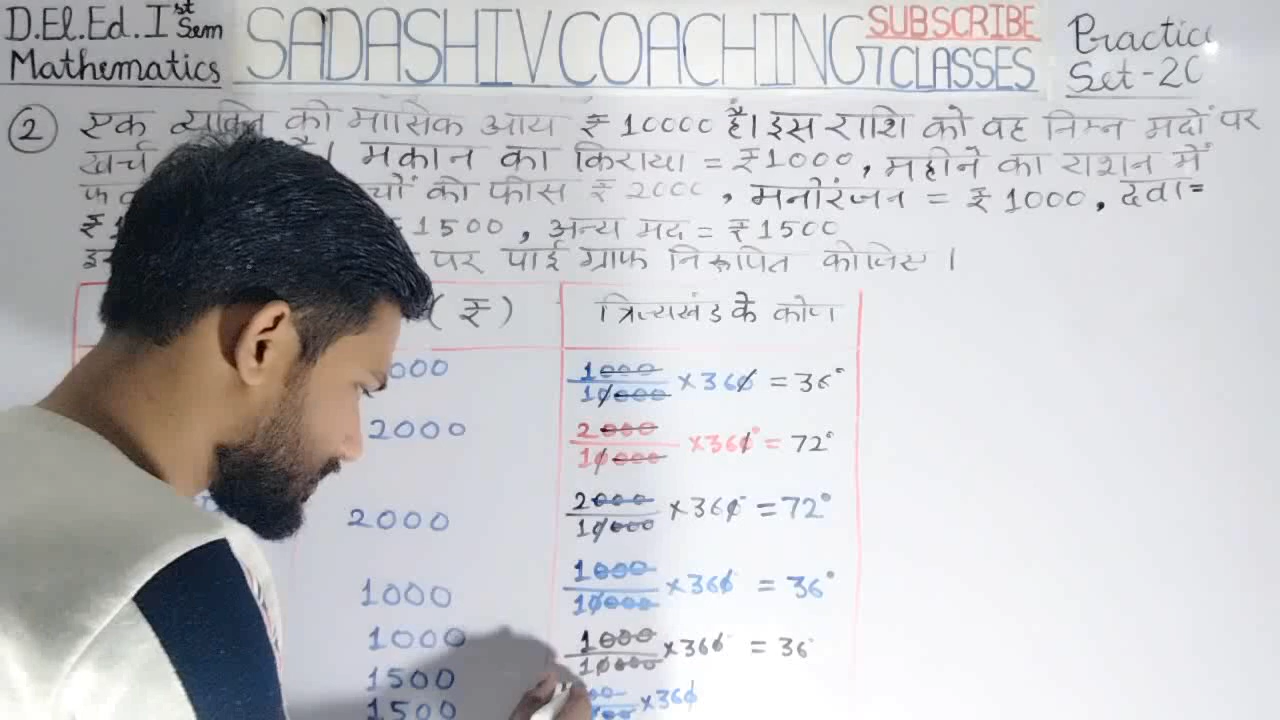 D.El.Ed. Ist Sem
Mathematics
SADASHIV COACHING
SUBSCRIBE
CLASSES
Practice
Set-2C
② एक व्यक्ति की मासिक आय ₹ 10000 है। इस राशि को वह निम्न मदों पर
खर्च है। मकान का किराया = ₹1000, महीने का राशन में
की फीस ₹ 2000, मनोरंजन = ₹ 1000, दवा =
₹ 1500, अन्य मद = ₹1500
पर पाई ग्राफ निरूपित कीजिए।
(₹) त्रिज्यखंड के कोण
000 1000/10000 ×360 = 36°
2000 2000/10000 ×360° = 72°
2000 2000/10000 ×360° = 72°
1000 1000/10000 ×360° = 36°
1000 1000/10000 ×360° = 36°
1500
1500 ×360